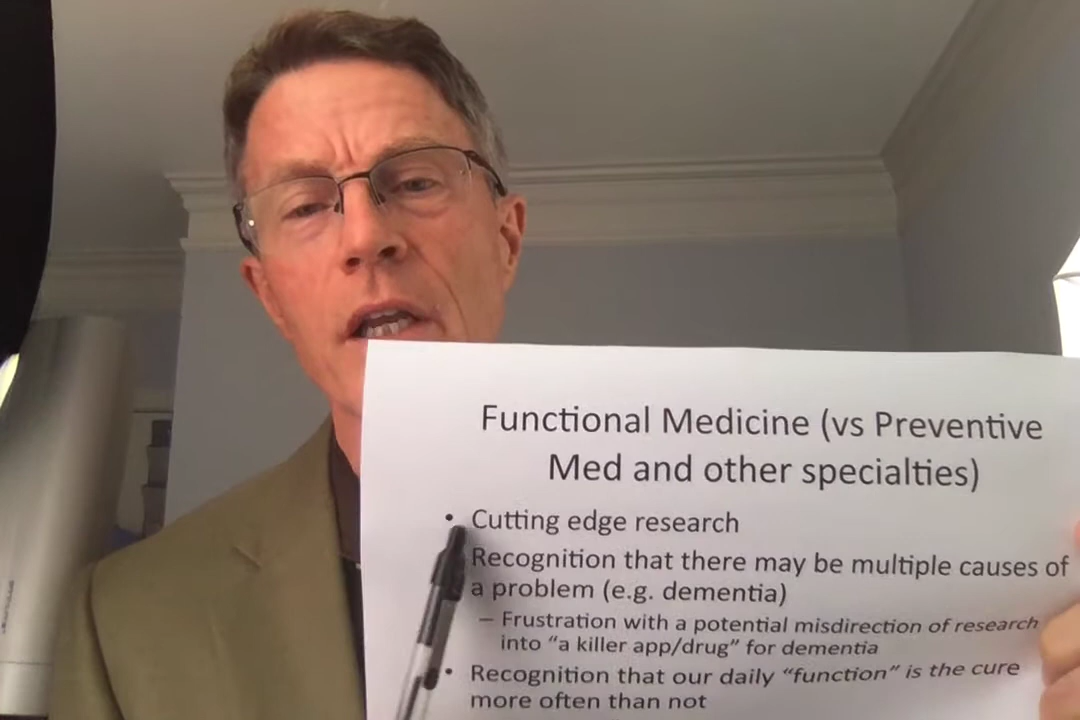 Functional Medicine (vs Preventive
Med and other specialties)
• Cutting edge research
Recognition that there may be multiple causes of
a problem (e.g. dementia)
– Frustration with a potential misdirection of research
into “a killer app/drug” for dementia
• Recognition that our daily “function” is the cure
more often than not